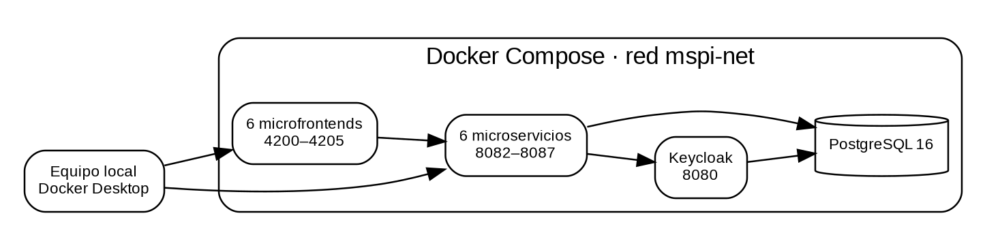 Docker Compose · red mspi-net
6 microfrontends
4200–4205
6 microservicios
8082–8087
PostgreSQL 16
Keycloak
8080
Equipo local
Docker Desktop